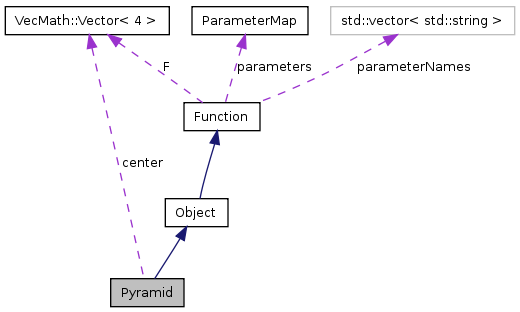 VecMath::Vector< 4 >
ParameterMap
std::vector< std::string >
F
parameters
parameterNames
Function
center
Object
Pyramid